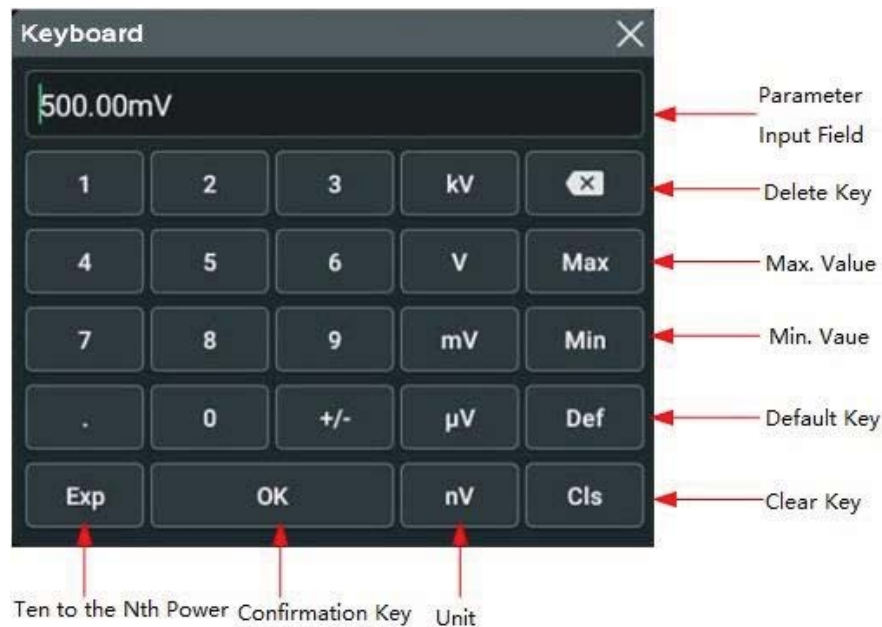 Keyboard
500.00mV
Parameter
Input Field
1 2 3 kV
Delete Key
4 5 6 V Max
Max. Value
7 8 9 mV Min
Min. Vaue
. 0 +/- µV Def
Default Key
Exp OK nV Cls
Clear Key
Ten to the Nth Power Confirmation Key Unit